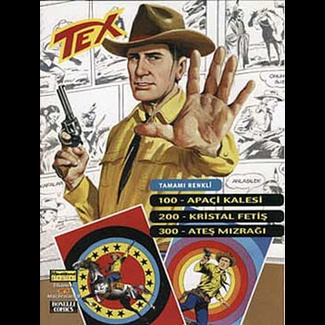 TEX
TAMAMI RENKLİ
100 - APAÇİ KALESİ
200 - KRİSTAL FETİŞ
300 - ATEŞ MIZRAĞI
BONELLI COMICS